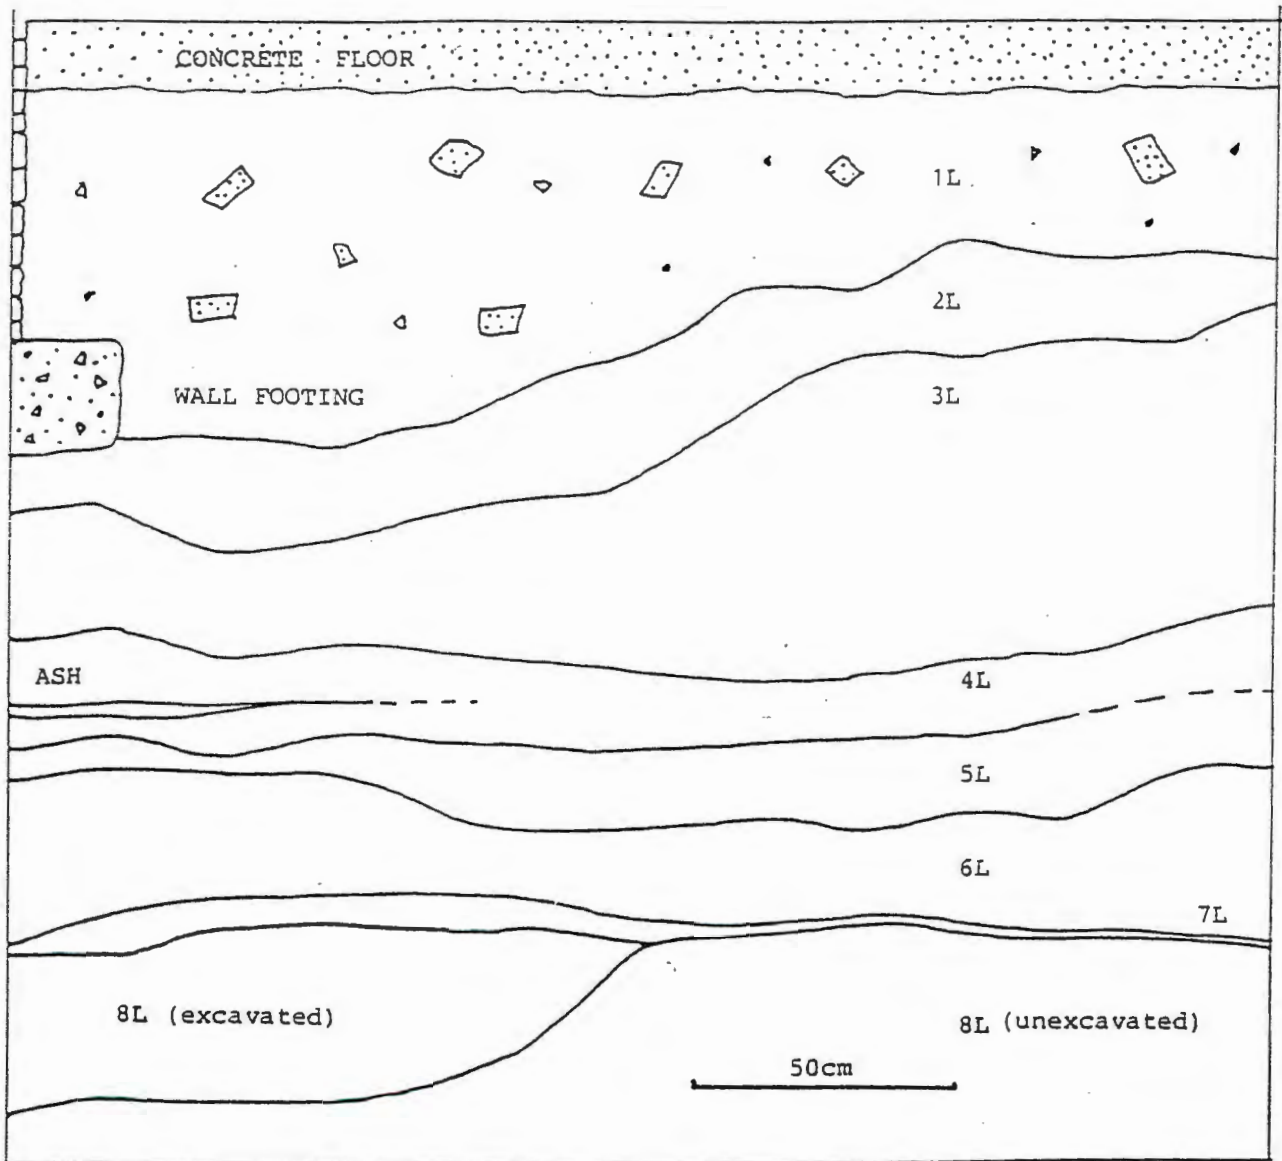 CONCRETE FLOOR
1L
2L
WALL FOOTING
3L
ASH
4L
5L
6L
7L
8L (excavated)
8L (unexcavated)
50cm